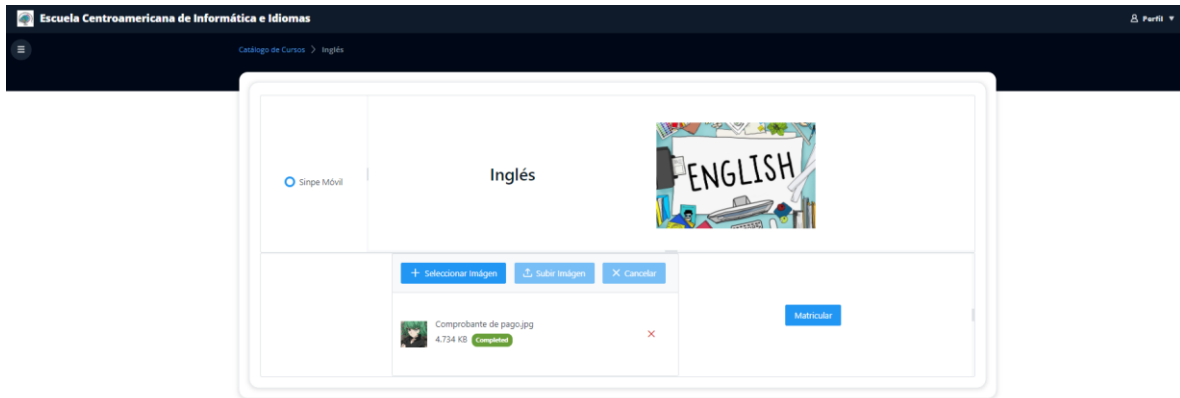 Escuela Centroamericana de Informática e Idiomas
Perfil
Catálogo de Cursos > Inglés
Sinpe Móvil
Inglés
ENGLISH
+ Seleccionar Imágen
Subir Imágen
Cancelar
Comprobante de pago.jpg
4.734 KB Completed
Matricular